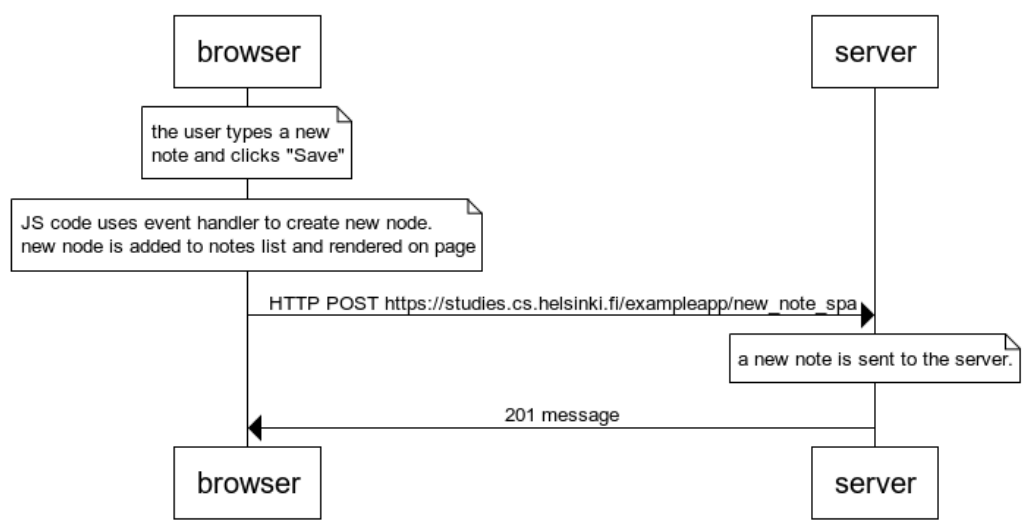 browser
server
the user types a new
note and clicks "Save"
JS code uses event handler to create new node.
new node is added to notes list and rendered on page
HTTP POST https://studies.cs.helsinki.fi/exampleapp/new_note_spa
a new note is sent to the server.
201 message
browser
server